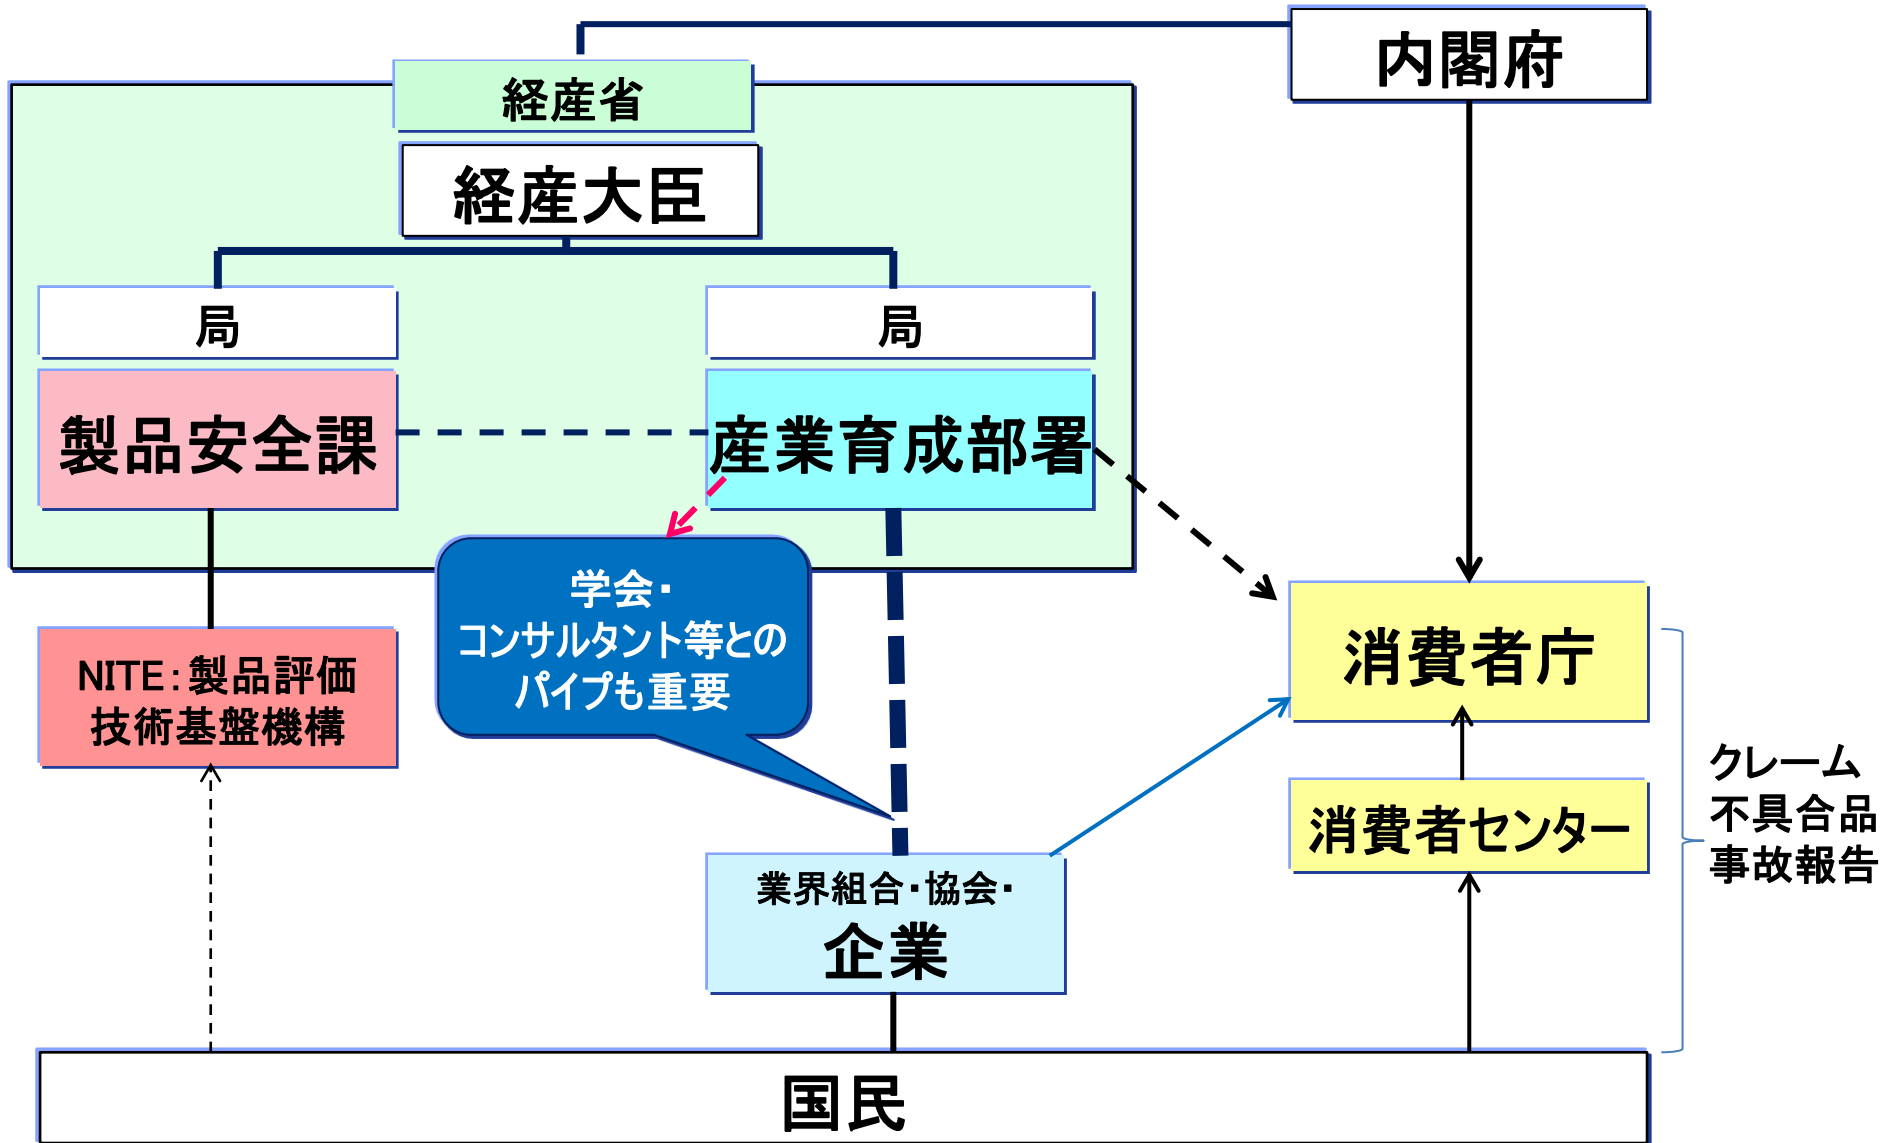 内閣府
経産省
経産大臣
局
局
製品安全課
産業育成部署
学会・
コンサルタント等との
パイプも重要
消費者庁
NITE：製品評価
技術基盤機構
クレーム
不具合品
事故報告
消費者センター
業界組合・協会・
企業
国民